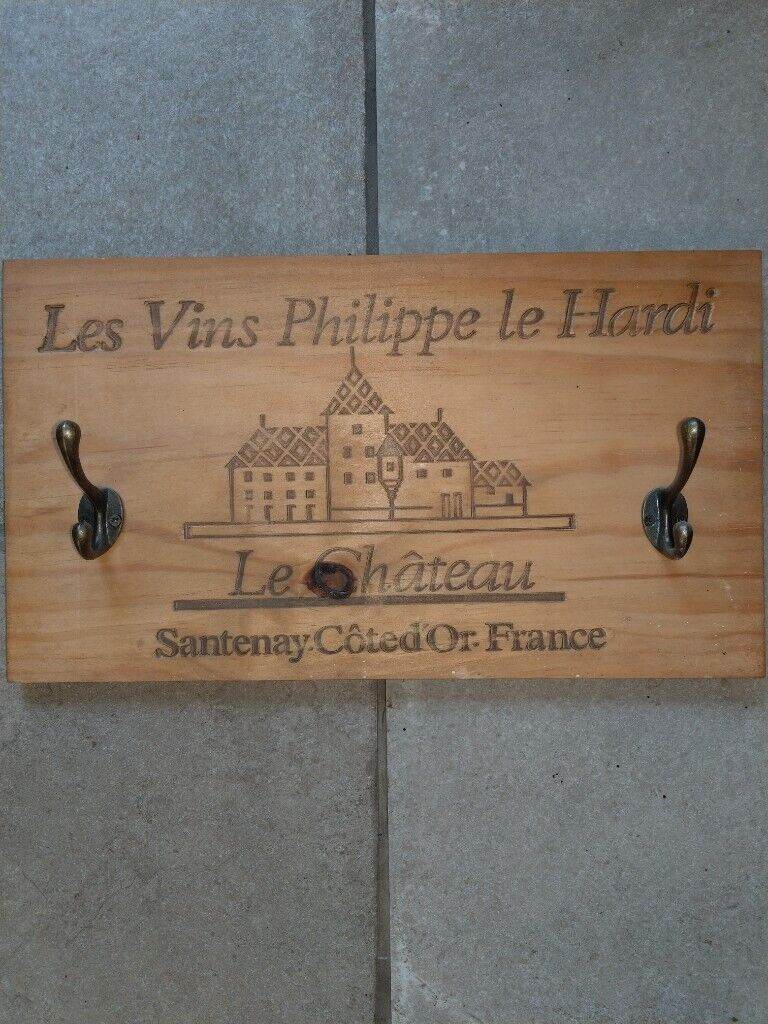 Les Vins Philippe le Hardi
Le Château
Santenay·Côted'Or·France